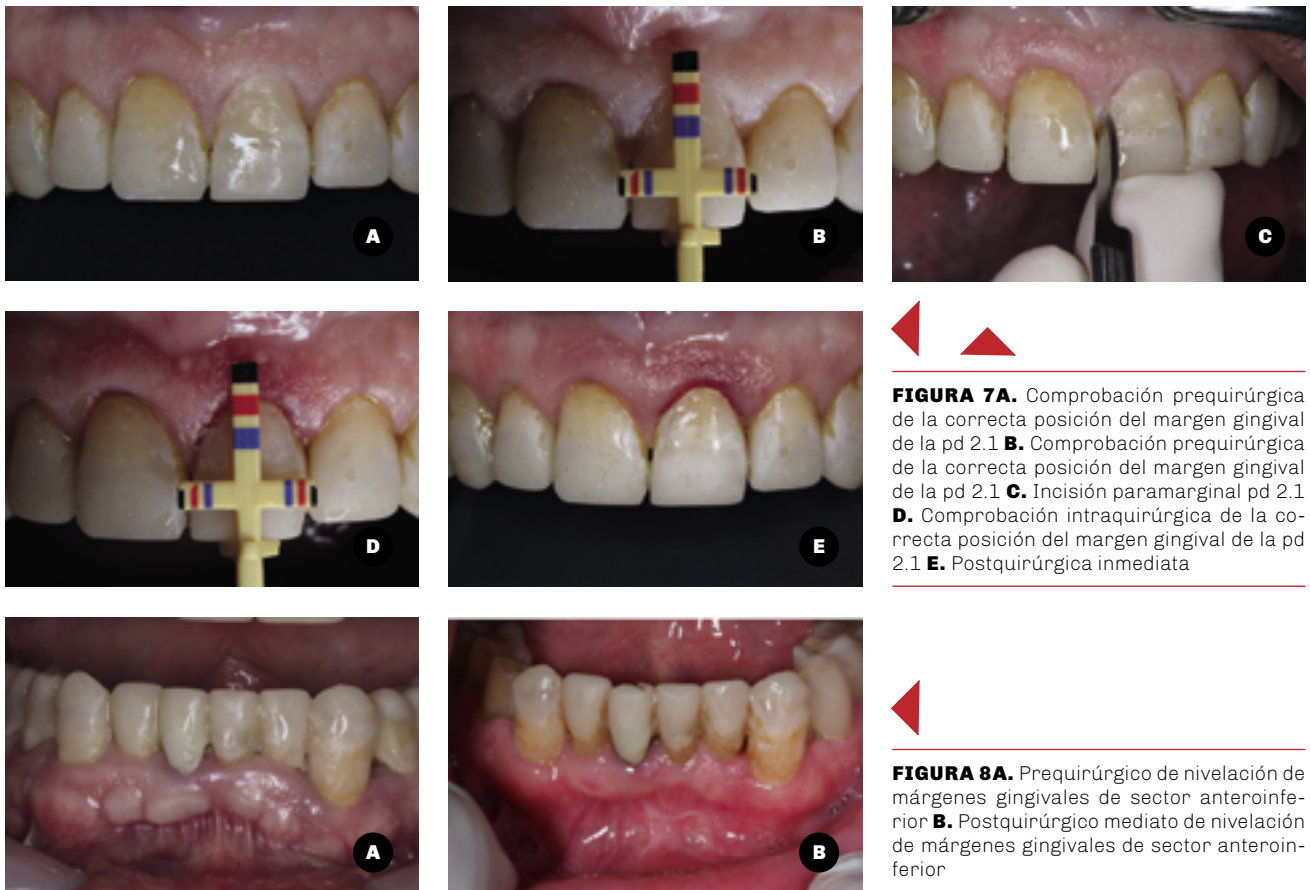 A
B
C
D
E
FIGURA 7A. Comprobación prequirúrgica
de la correcta posición del margen gingival
de la pd 2.1 B. Comprobación prequirúrgica
de la correcta posición del margen gingival
de la pd 2.1 C. Incisión paramarginal pd 2.1
D. Comprobación intraquirúrgica de la co-
rrecta posición del margen gingival de la pd
2.1 E. Postquirúrgica inmediata
A
B
FIGURA 8A. Prequirúrgico de nivelación de
márgenes gingivales de sector anteroinfe-
rior B. Postquirúrgico mediato de nivelación
de márgenes gingivales de sector anteroin-
ferior